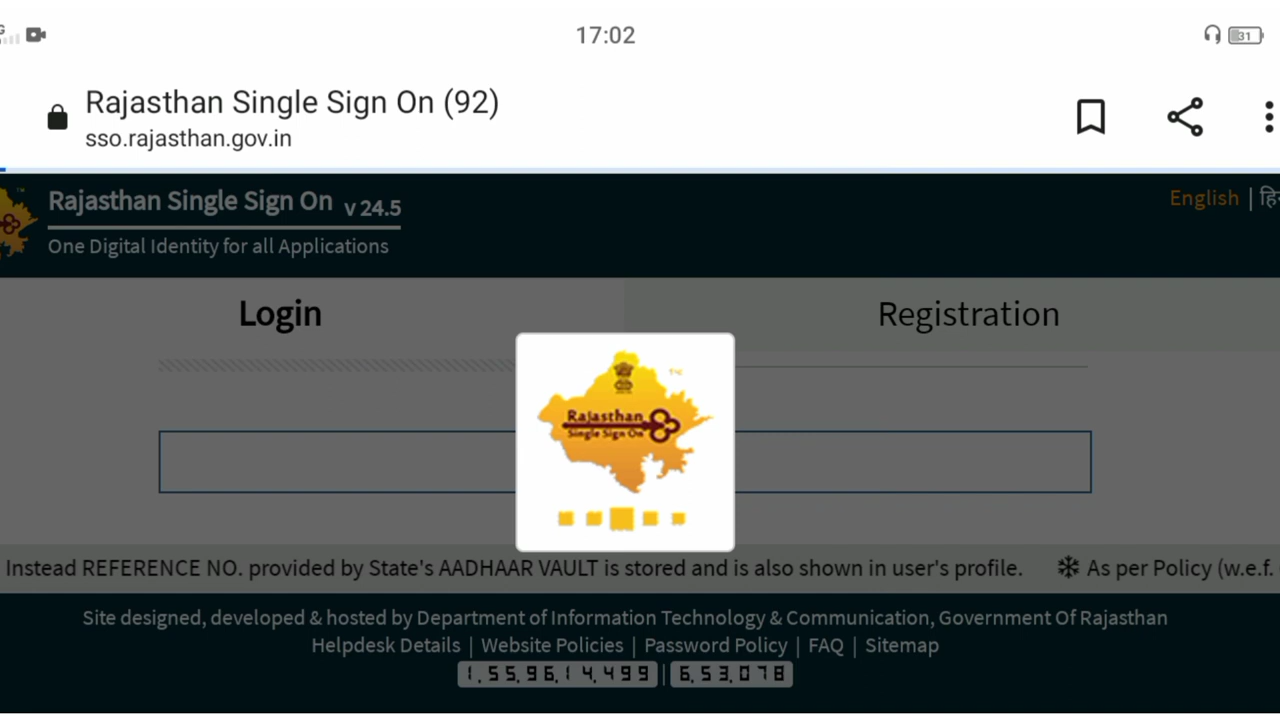 G
17:02
31
Rajasthan Single Sign On (92)
sso.rajasthan.gov.in
Rajasthan Single Sign On v 24.5
English |
One Digital Identity for all Applications
Login
Registration
TM
Rajasthan
Single Sign On
Instead REFERENCE NO. provided by State's AADHAAR VAULT is stored and is also shown in user's profile. ❄ As per Policy (w.e.f.
Site designed, developed & hosted by Department of Information Technology & Communication, Government Of Rajasthan
Helpdesk Details | Website Policies | Password Policy | FAQ | Sitemap
1,55,96,14,499 | 6,53,078